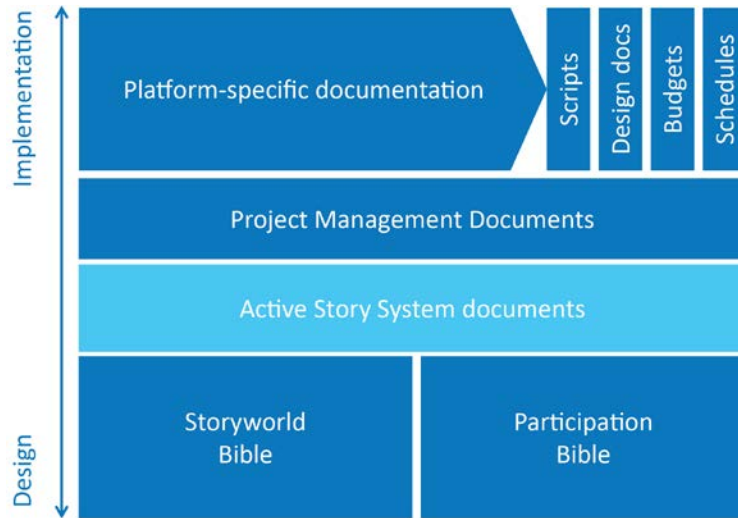 Implementation
Platform-specific documentation
Scripts
Design docs
Budgets
Schedules
Project Management Documents
Active Story System documents
Storyworld
Bible
Participation
Bible
Design